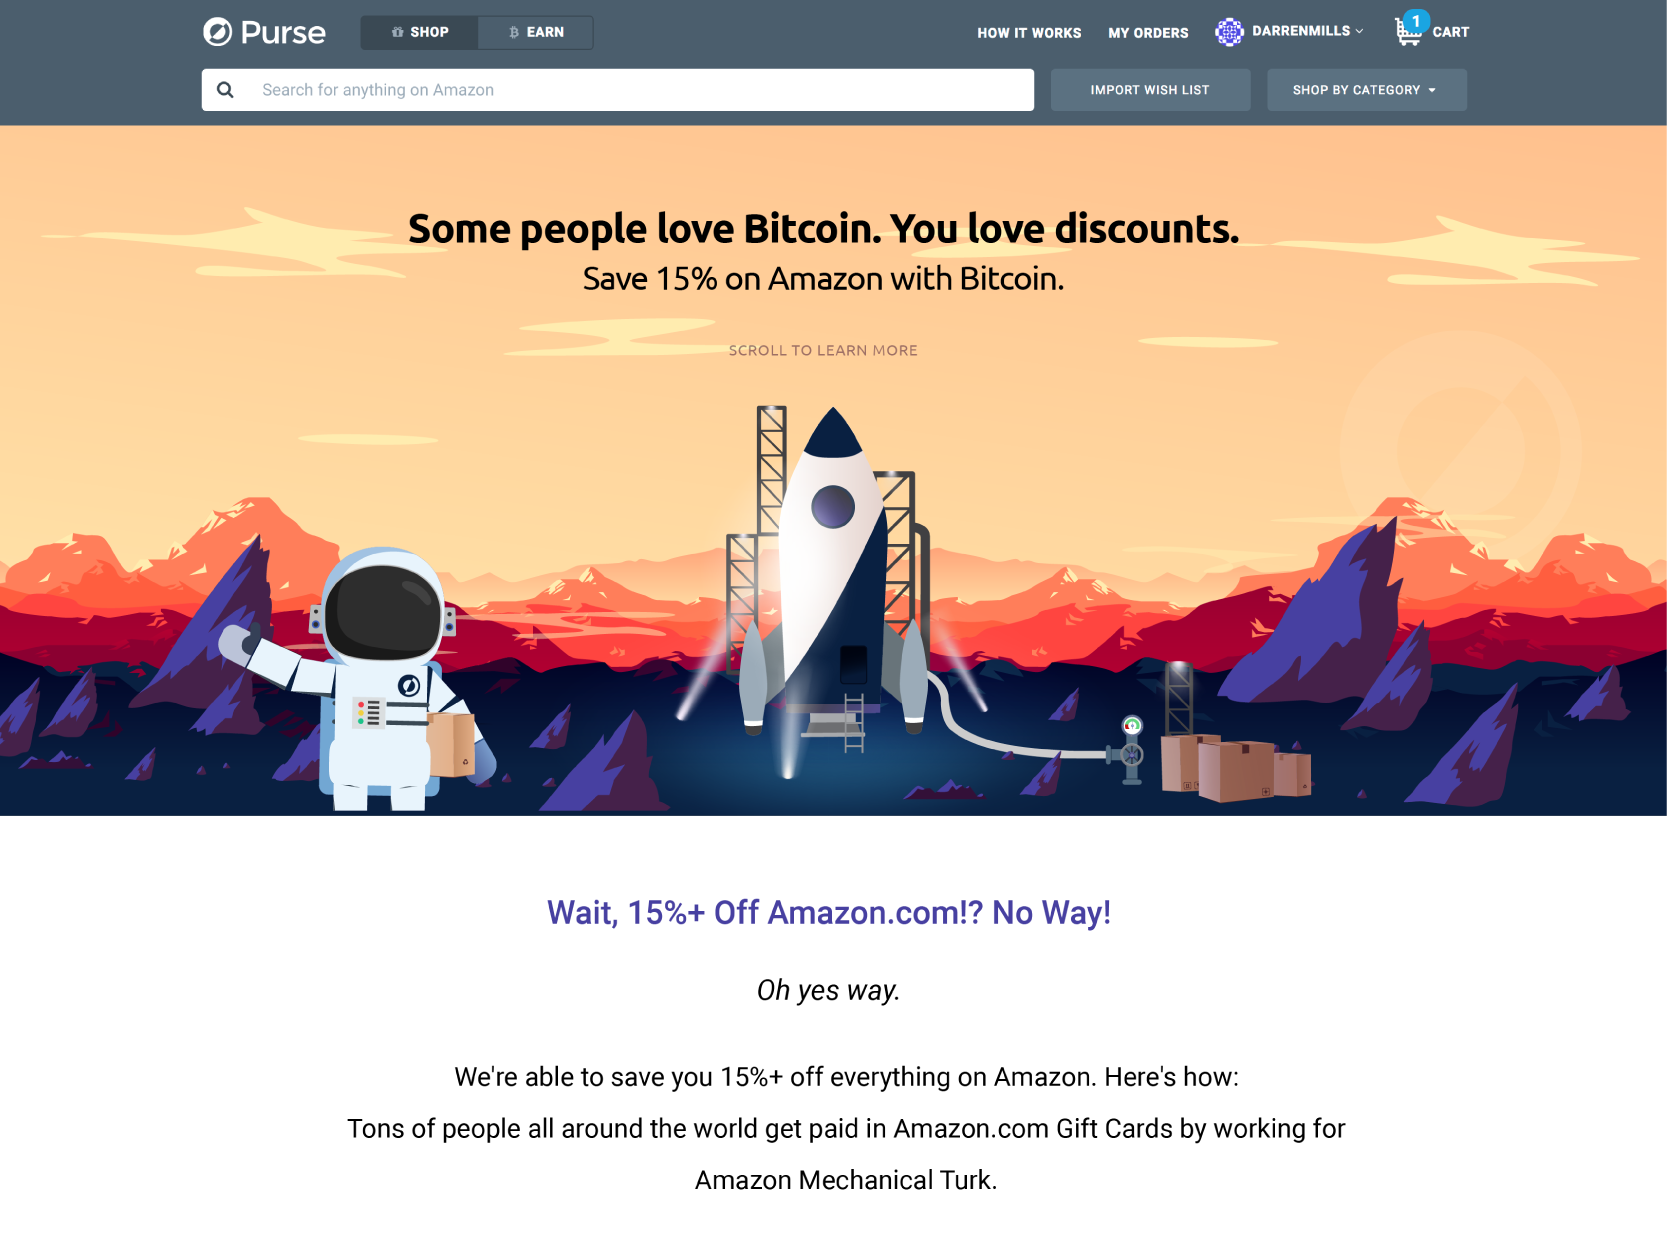 Purse
SHOP
EARN
HOW IT WORKS
MY ORDERS
DARRENMILLS
1
CART
Search for anything on Amazon
IMPORT WISH LIST
SHOP BY CATEGORY
Some people love Bitcoin. You love discounts.
Save 15% on Amazon with Bitcoin.
SCROLL TO LEARN MORE
Wait, 15%+ Off Amazon.com!? No Way!
Oh yes way.
We're able to save you 15%+ off everything on Amazon. Here's how:
Tons of people all around the world get paid in Amazon.com Gift Cards by working for
Amazon Mechanical Turk.